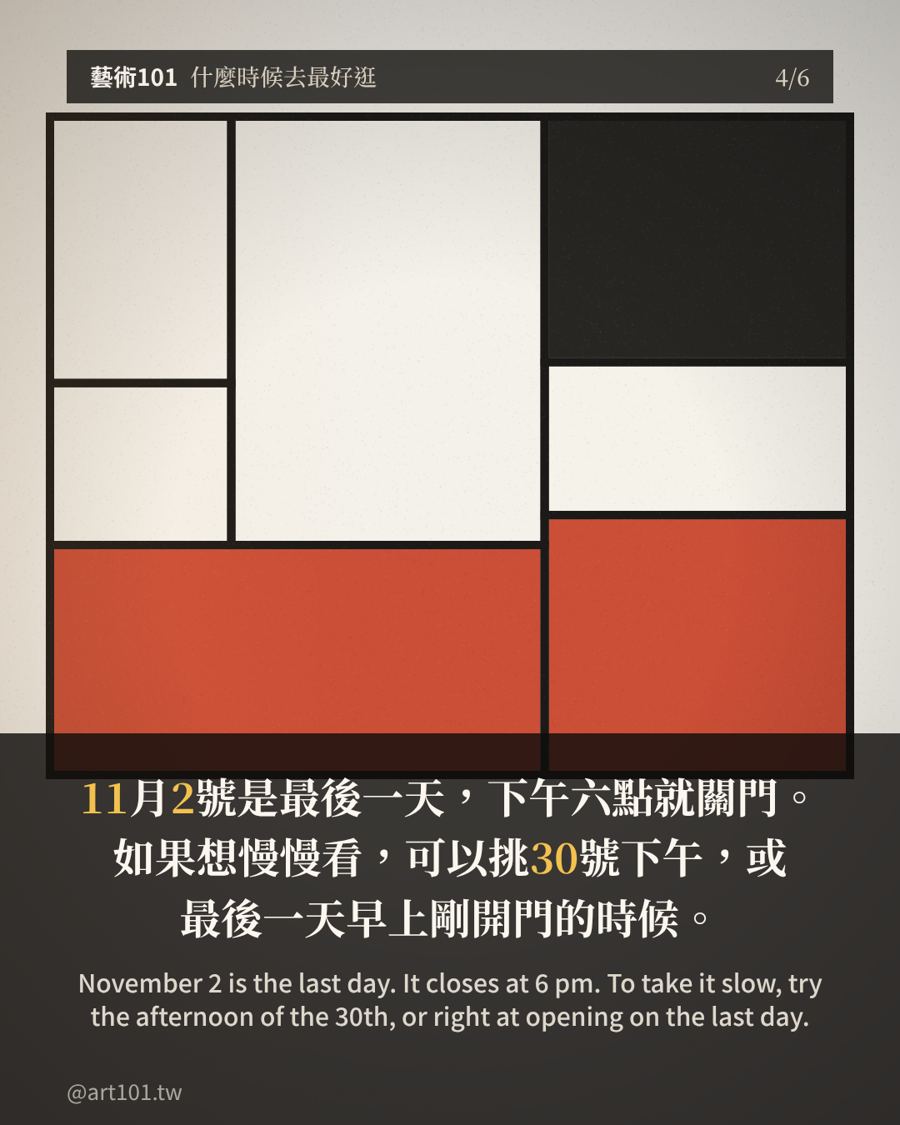 藝術101 什麼時候去最好逛 4/6
11月2號是最後一天，下午六點就關門。
如果想慢慢看，可以挑30號下午，或
最後一天早上剛開門的時候。
November 2 is the last day. It closes at 6 pm. To take it slow, try
the afternoon of the 30th, or right at opening on the last day.
@art101.tw